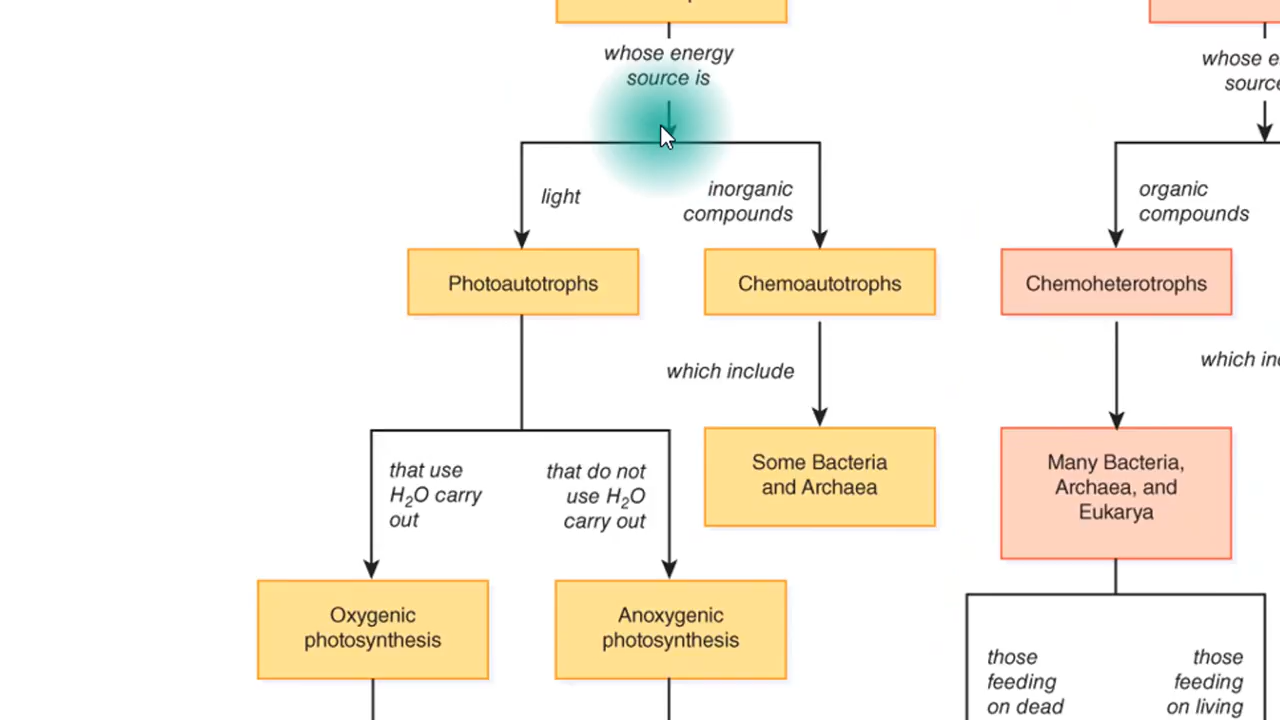 whose energy
source is
whose
source
light
inorganic
compounds
organic
compounds
Photoautotrophs
Chemoautotrophs
Chemoheterotrophs
which include
which
that use
H₂O carry
out
that do not
use H₂O
carry out
Some Bacteria
and Archaea
Many Bacteria,
Archaea, and
Eukarya
Oxygenic
photosynthesis
Anoxygenic
photosynthesis
those
feeding
on dead
those
feeding
on living